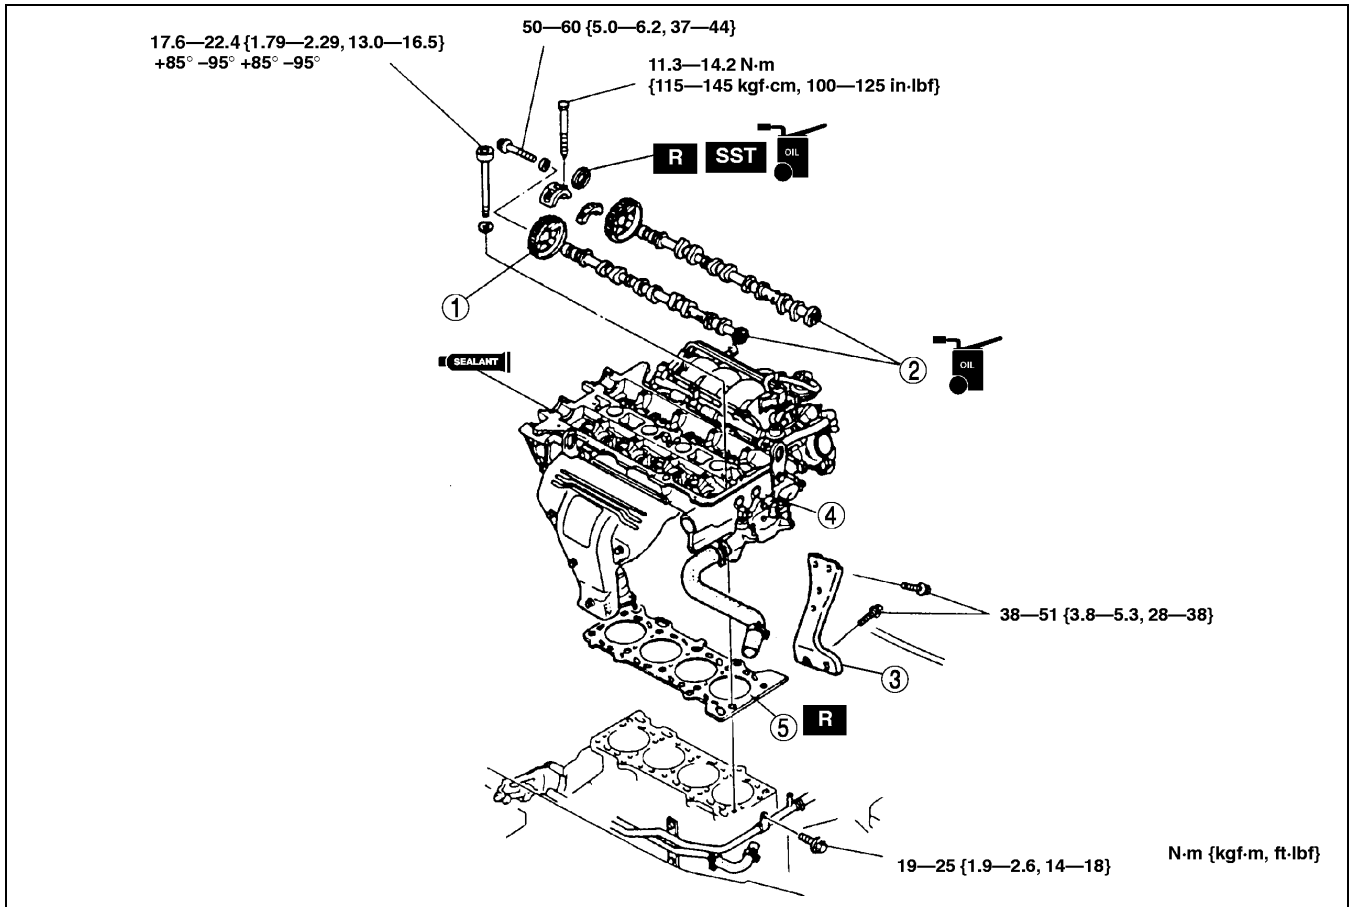 50—60 {5.0—6.2, 37—44}
17.6—22.4 {1.79—2.29, 13.0—16.5}
+85° –95° +85° –95°
11.3—14.2 N·m
{115—145 kgf·cm, 100—125 in·lbf}
R SST OIL
1
SEALANT
2 OIL
4
38—51 {3.8—5.3, 28—38}
3
5 R
19—25 {1.9—2.6, 14—18}
N·m {kgf·m, ft·lbf}